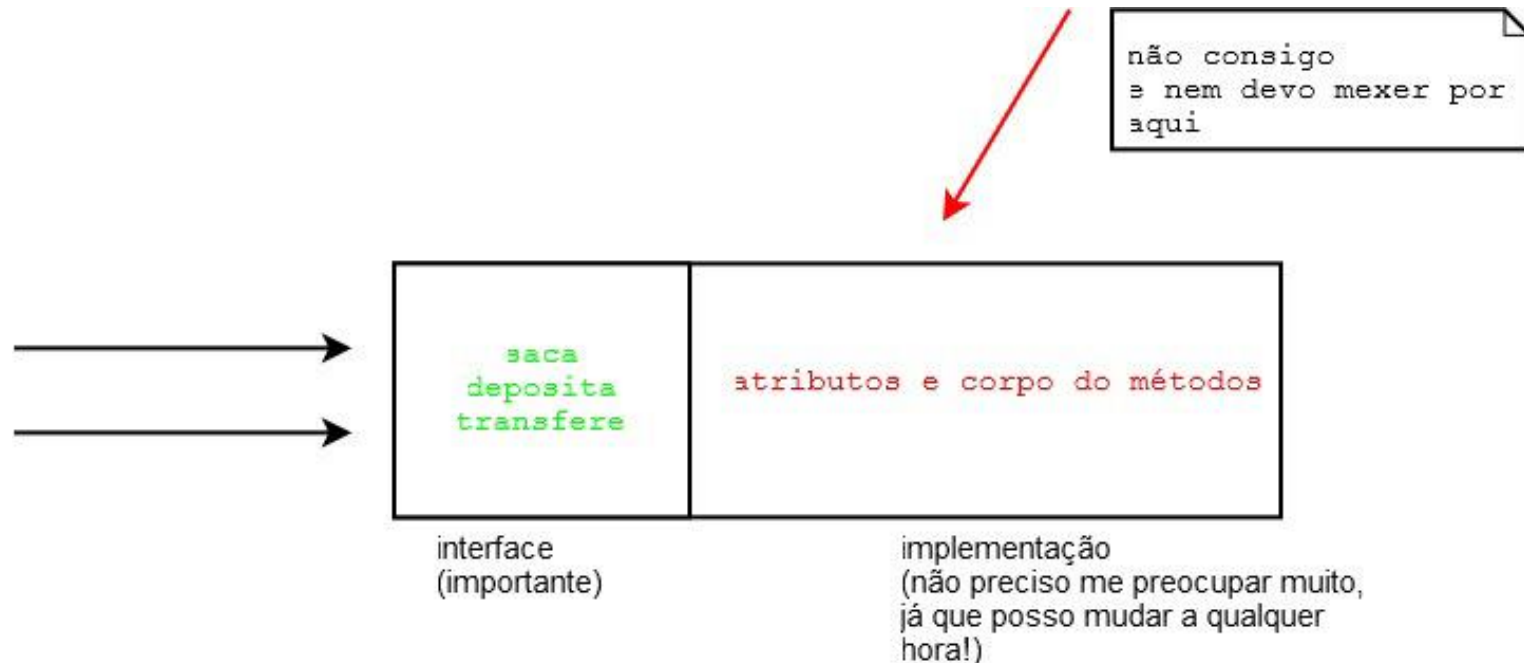 não consigo
e nem devo mexer por
aqui
saca
deposita
transfere
atributos e corpo do métodos
interface
(importante)
implementação
(não preciso me preocupar muito,
já que posso mudar a qualquer
hora!)